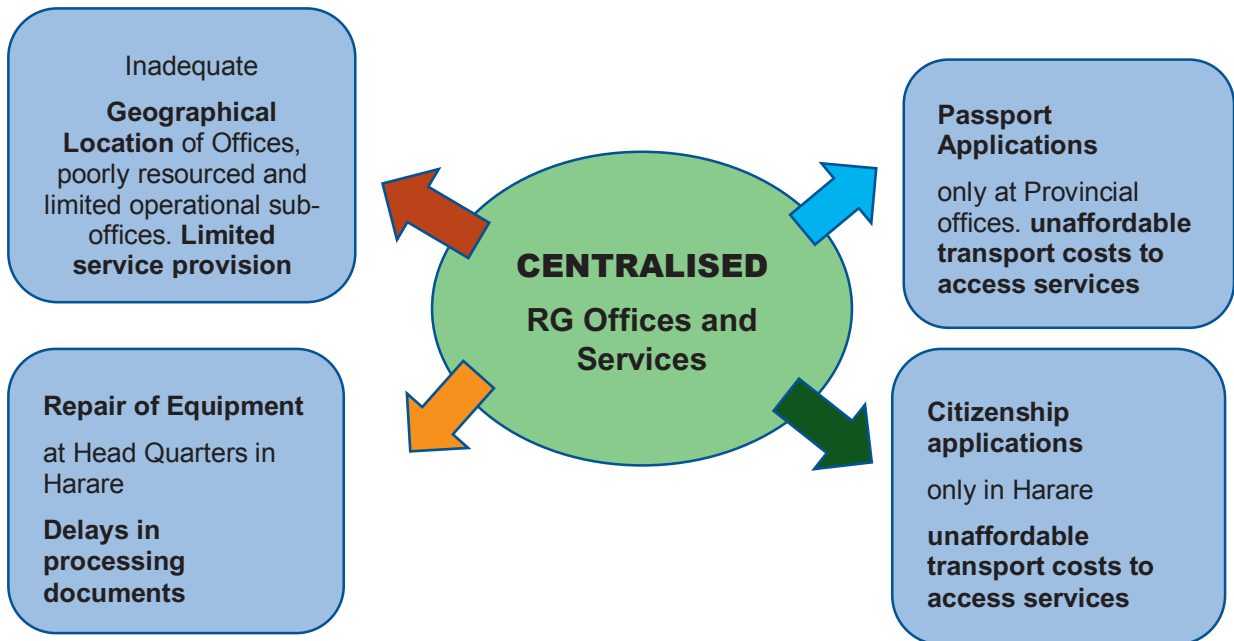 Inadequate
Geographical
Location of Offices,
poorly resourced and
limited operational sub-
offices. Limited
service provision
Passport
Applications
only at Provincial
offices. unaffordable
transport costs to
access services
CENTRALISED
RG Offices and
Services
Repair of Equipment
at Head Quarters in
Harare
Delays in
processing
documents
Citizenship
applications
only in Harare
unaffordable
transport costs to
access services